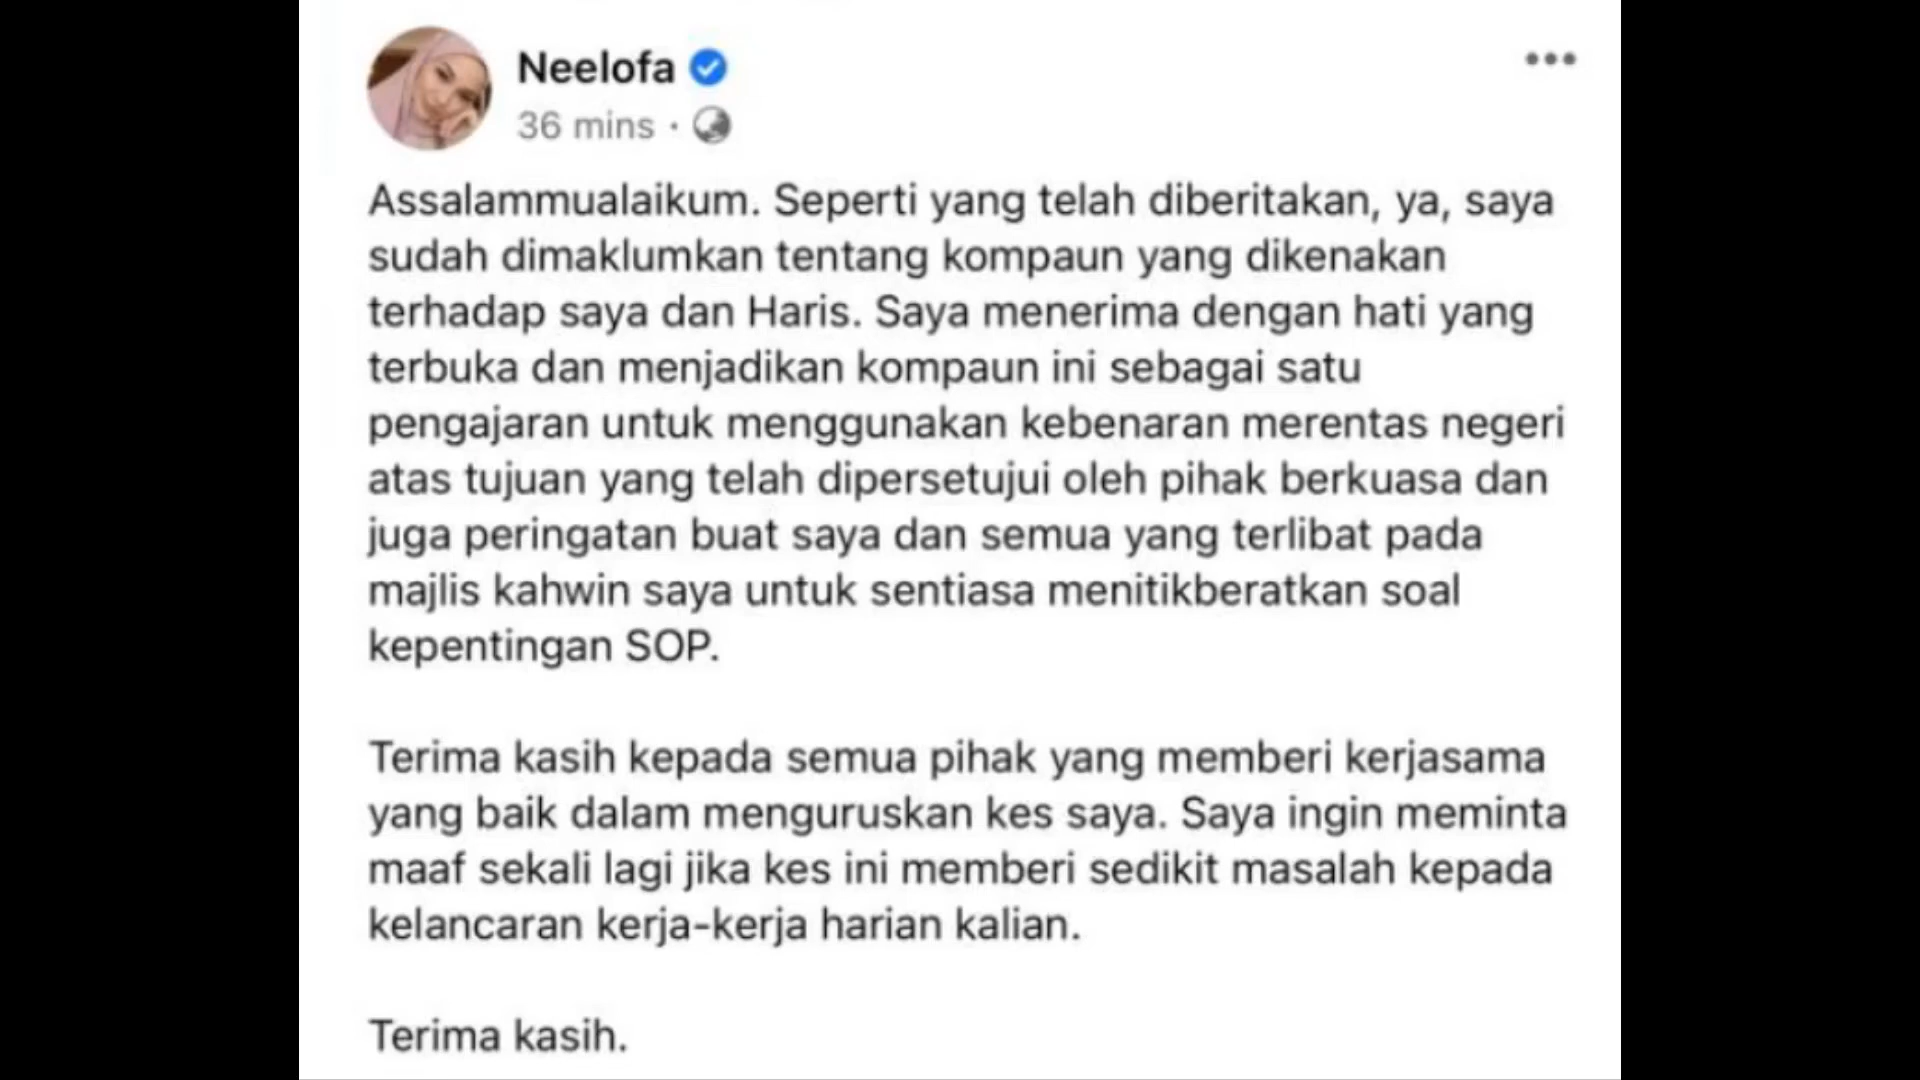 Neelofa
36 mins ·
Assalammualaikum. Seperti yang telah diberitakan, ya, saya
sudah dimaklumkan tentang kompaun yang dikenakan
terhadap saya dan Haris. Saya menerima dengan hati yang
terbuka dan menjadikan kompaun ini sebagai satu
pengajaran untuk menggunakan kebenaran merentas negeri
atas tujuan yang telah dipersetujui oleh pihak berkuasa dan
juga peringatan buat saya dan semua yang terlibat pada
majlis kahwin saya untuk sentiasa menitikberatkan soal
kepentingan SOP.
Terima kasih kepada semua pihak yang memberi kerjasama
yang baik dalam menguruskan kes saya. Saya ingin meminta
maaf sekali lagi jika kes ini memberi sedikit masalah kepada
kelancaran kerja-kerja harian kalian.
Terima kasih.